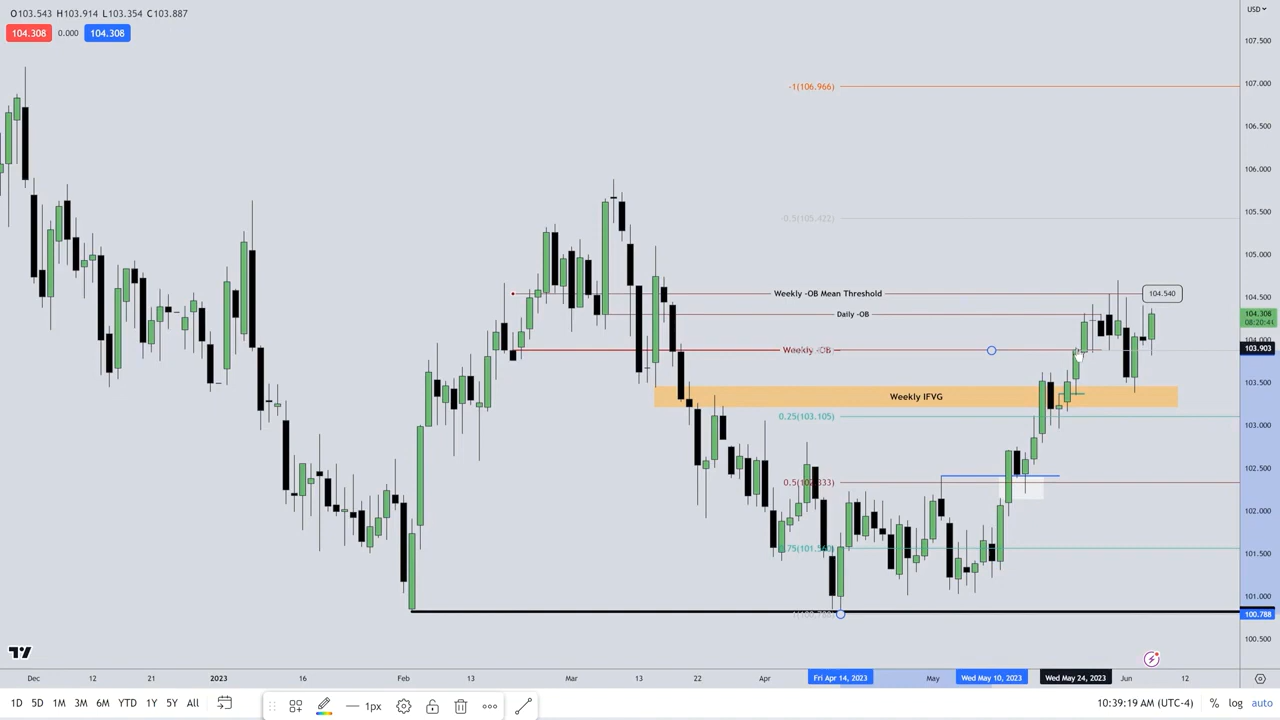 O103.543 H103.914 L103.354 C103.887
USD
104.308 0.000 104.308
107.500
-1(106.966)
107.000
106.500
106.000
105.500
-0.5(105.422)
105.000
104.500
Weekly -OB Mean Threshold
104.540
Daily -OB
104.308
08:20:41
104.000
Weekly -OB
103.903
103.500
Weekly IFVG
0.25(103.105)
103.000
102.500
102.000
101.500
101.000
100.788
100.500
Dec 12 21 2023 16 Feb 13 Mar 13 22 Apr Fri Apr 14, 2023 May Wed May 10, 2023 Wed May 24, 2023 Jun 12
1D 5D 1M 3M 6M YTD 1Y 5Y All
1px
10:39:19 AM (UTC-4) % log auto